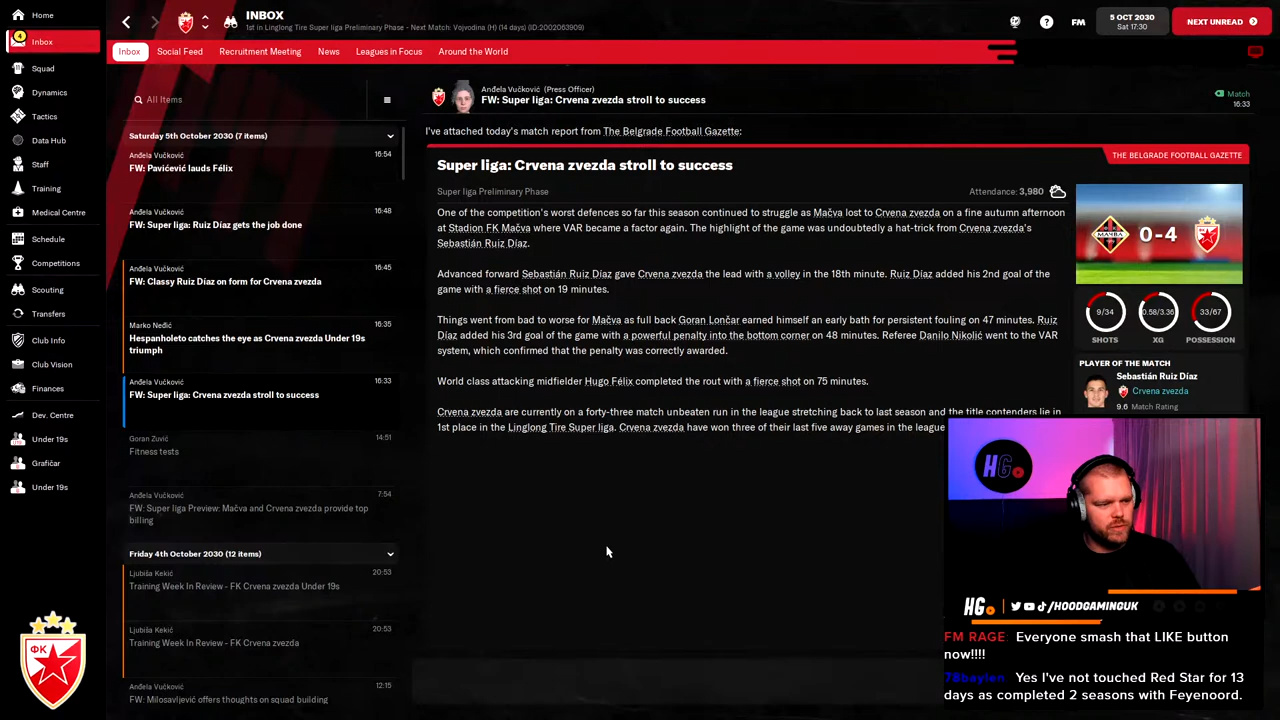 INBOX
1st in Linglong Tire Super liga Preliminary Phase - Next Match: Vojvodina (H) (14 days) (ID:2002063909)
FM
5 OCT 2030
Sat 17:30
NEXT UNREAD
Home
4
Inbox
Squad
Dynamics
Tactics
Data Hub
Staff
Training
Medical Centre
Schedule
Competitions
Scouting
Transfers
Club Info
Club Vision
Finances
Dev. Centre
Under 19s
Grafičar
Under 19s
Inbox
Social Feed
Recruitment Meeting
News
Leagues in Focus
Around the World
All Items
Saturday 5th October 2030 (7 items)
Anđela Vučković 16:54
FW: Pavićević lauds Félix
Anđela Vučković 16:48
FW: Super liga: Ruiz Díaz gets the job done
Anđela Vučković 16:45
FW: Classy Ruiz Díaz on form for Crvena zvezda
Marko Nedić 16:35
Hespanholeto catches the eye as Crvena zvezda Under 19s
triumph
Anđela Vučković 16:33
FW: Super liga: Crvena zvezda stroll to success
Goran Zuvić 14:51
Fitness tests
Anđela Vučković 7:54
FW: Super liga Preview: Mačva and Crvena zvezda provide top
billing
Friday 4th October 2030 (12 items)
Ljubiša Kekić 20:53
Training Week In Review - FK Crvena zvezda Under 19s
Ljubiša Kekić 20:53
Training Week In Review - FK Crvena zvezda
Anđela Vučković 12:15
FW: Milosavljević offers thoughts on squad building
Anđela Vučković (Press Officer)
FW: Super liga: Crvena zvezda stroll to success
Match
16:33
I've attached today's match report from The Belgrade Football Gazette:
Super liga: Crvena zvezda stroll to success
THE BELGRADE FOOTBALL GAZETTE
Super liga Preliminary Phase
Attendance: 3,980
One of the competition's worst defences so far this season continued to struggle as Mačva lost to Crvena zvezda on a fine autumn afternoon
at Stadion FK Mačva where VAR became a factor again. The highlight of the game was undoubtedly a hat-trick from Crvena zvezda's
Sebastián Ruiz Díaz.
Advanced forward Sebastián Ruiz Díaz gave Crvena zvezda the lead with a volley in the 18th minute. Ruiz Díaz added his 2nd goal of the
game with a fierce shot on 19 minutes.
Things went from bad to worse for Mačva as full back Goran Lončar earned himself an early bath for persistent fouling on 47 minutes. Ruiz
Díaz added his 3rd goal of the game with a powerful penalty into the bottom corner on 48 minutes. Referee Danilo Nikolić went to the VAR
system, which confirmed that the penalty was correctly awarded.
World class attacking midfielder Hugo Félix completed the rout with a fierce shot on 75 minutes.
Crvena zvezda are currently on a forty-three match unbeaten run in the league stretching back to last season and the title contenders lie in
1st place in the Linglong Tire Super liga. Crvena zvezda have won three of their last five away games in the league
МАЧВА
0-4
9/34
0.58/3.36
33/67
SHOTS
XG
POSSESSION
PLAYER OF THE MATCH
Sebastián Ruiz Díaz
Crvena zvezda
9.6 Match Rating
HG
HG
/HOODGAMINGUK
FM RAGE Everyone smash that LIKE button
now!!!!
78baylen Yes I've not touched Red Star for 13
days as completed 2 seasons with Feyenoord.
ФК